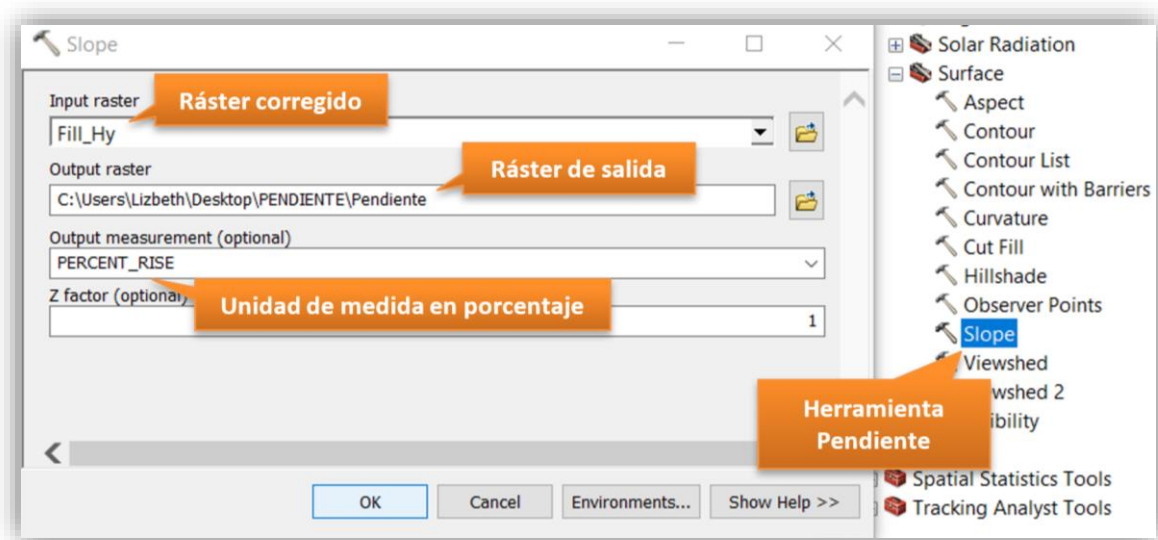 Slope
Input raster
Ráster corregido
Fill_Hy
Output raster
Ráster de salida
C:\Users\Lizbeth\Desktop\PENDIENTE\Pendiente
Output measurement (optional)
PERCENT_RISE
Z factor (optional)
Unidad de medida en porcentaje
1
OK
Cancel
Environments...
Show Help >>
Solar Radiation
Surface
Aspect
Contour
Contour List
Contour with Barriers
Curvature
Cut Fill
Hillshade
Observer Points
Slope
Viewshed
wshed 2
ibility
Herramienta
Pendiente
Spatial Statistics Tools
Tracking Analyst Tools